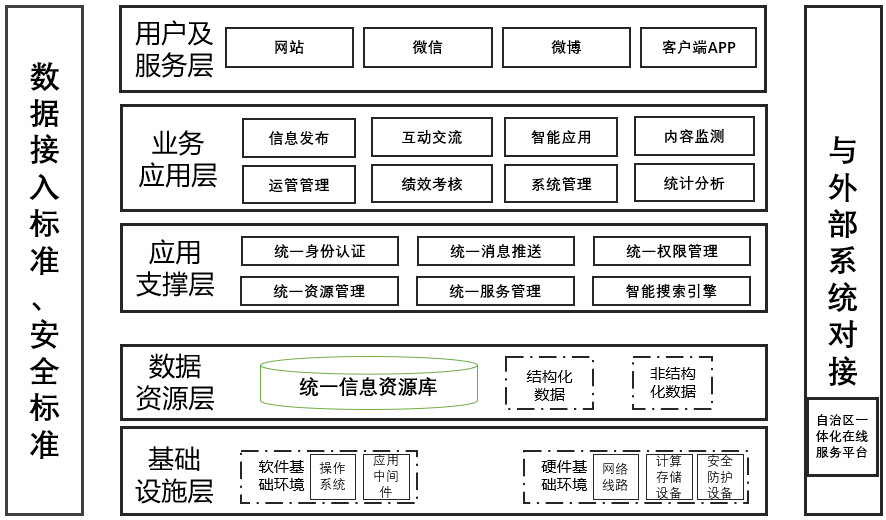 数据接入标准、安全标准
用户及
服务层
网站
微信
微博
客户端APP
业务
应用层
信息发布
互动交流
智能应用
内容监测
运管管理
绩效考核
系统管理
统计分析
应用
支撑层
统一身份认证
统一消息推送
统一权限管理
统一资源管理
统一服务管理
智能搜索引擎
数据
资源层
统一信息资源库
结构化
数据
非结构
化数据
基础
设施层
软件基
础环境
操作
系统
应用
中间
件
硬件基
础环境
网络
线路
计算
存储
设备
安全
防护
设备
与外部系统对接
自治区一
体化在线
服务平台